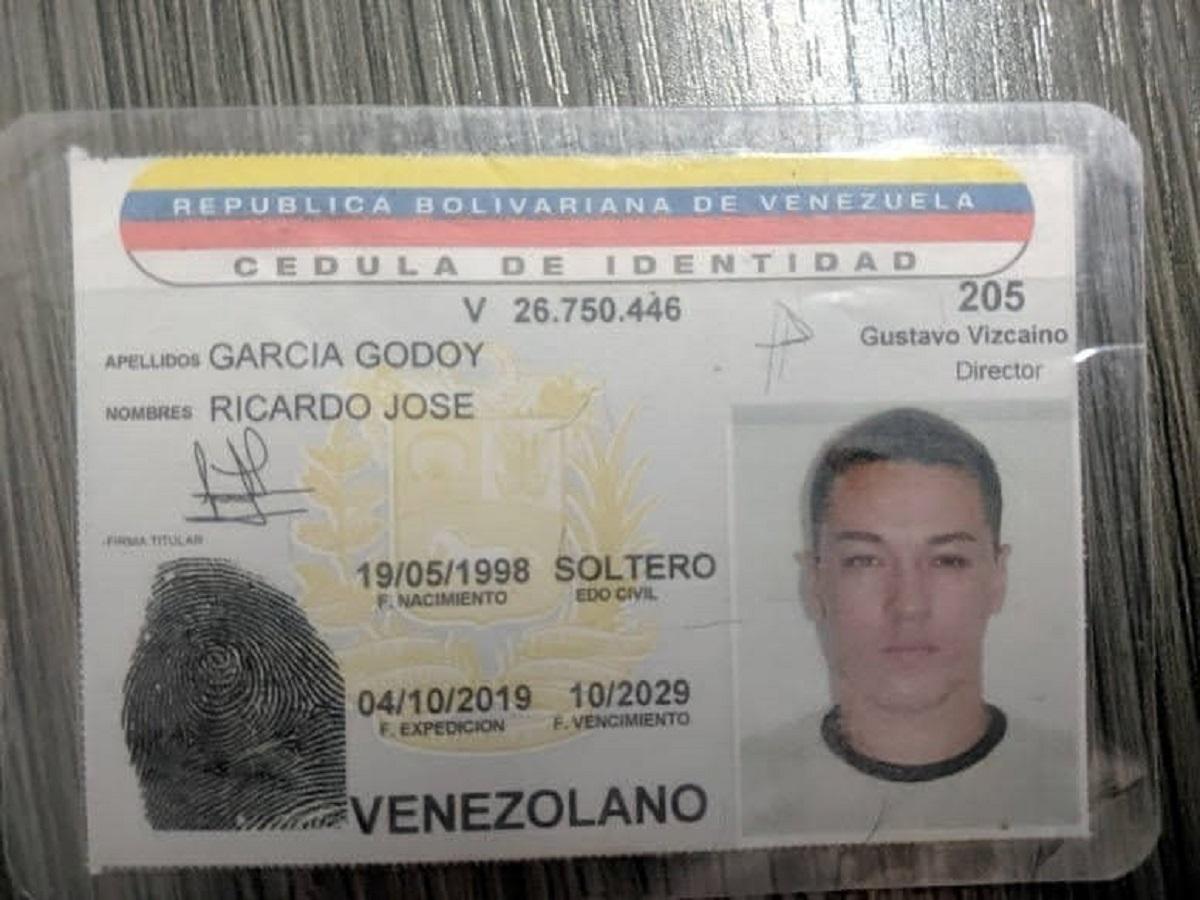 REPUBLICA BOLIVARIANA DE VENEZUELA
CEDULA DE IDENTIDAD
V 26.750.446
205
Gustavo Vizcaino
Director
APELLIDOS GARCIA GODOY
NOMBRES RICARDO JOSE
FIRMA TITULAR
19/05/1998 SOLTERO
F. NACIMIENTO EDO CIVIL
04/10/2019 10/2029
F. EXPEDICION F. VENCIMIENTO
VENEZOLANO